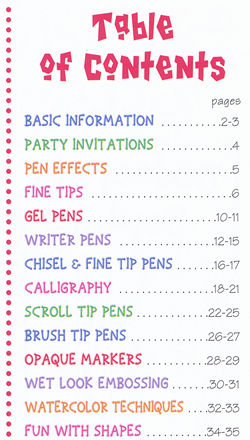 Table
of Contents
pages
BASIC INFORMATION ...........2-3
PARTY INVITATIONS ..............4
PEN EFFECTS .....................5
FINE TIPS .........................6
GEL PENS ......................10-11
WRITER PENS ................12-15
CHISEL & FINE TIP PENS .....16-17
CALLIGRAPHY ................18-21
SCROLL TIP PENS ............22-25
BRUSH TIP PENS .............26-27
OPAQUE MARKERS ..........28-29
WET LOOK EMBOSSING ......30-31
WATERCOLOR TECHNIQUES ...32-33
FUN WITH SHAPES ..........34-35